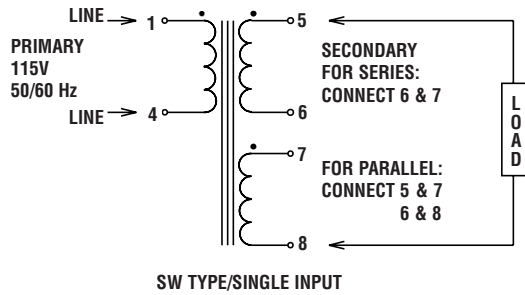 LINE
1
5
PRIMARY
115V
50/60 Hz
LINE
4
SECONDARY
FOR SERIES:
CONNECT 6 & 7
6
7
FOR PARALLEL:
CONNECT 5 & 7
6 & 8
8
LOAD
SW TYPE/SINGLE INPUT